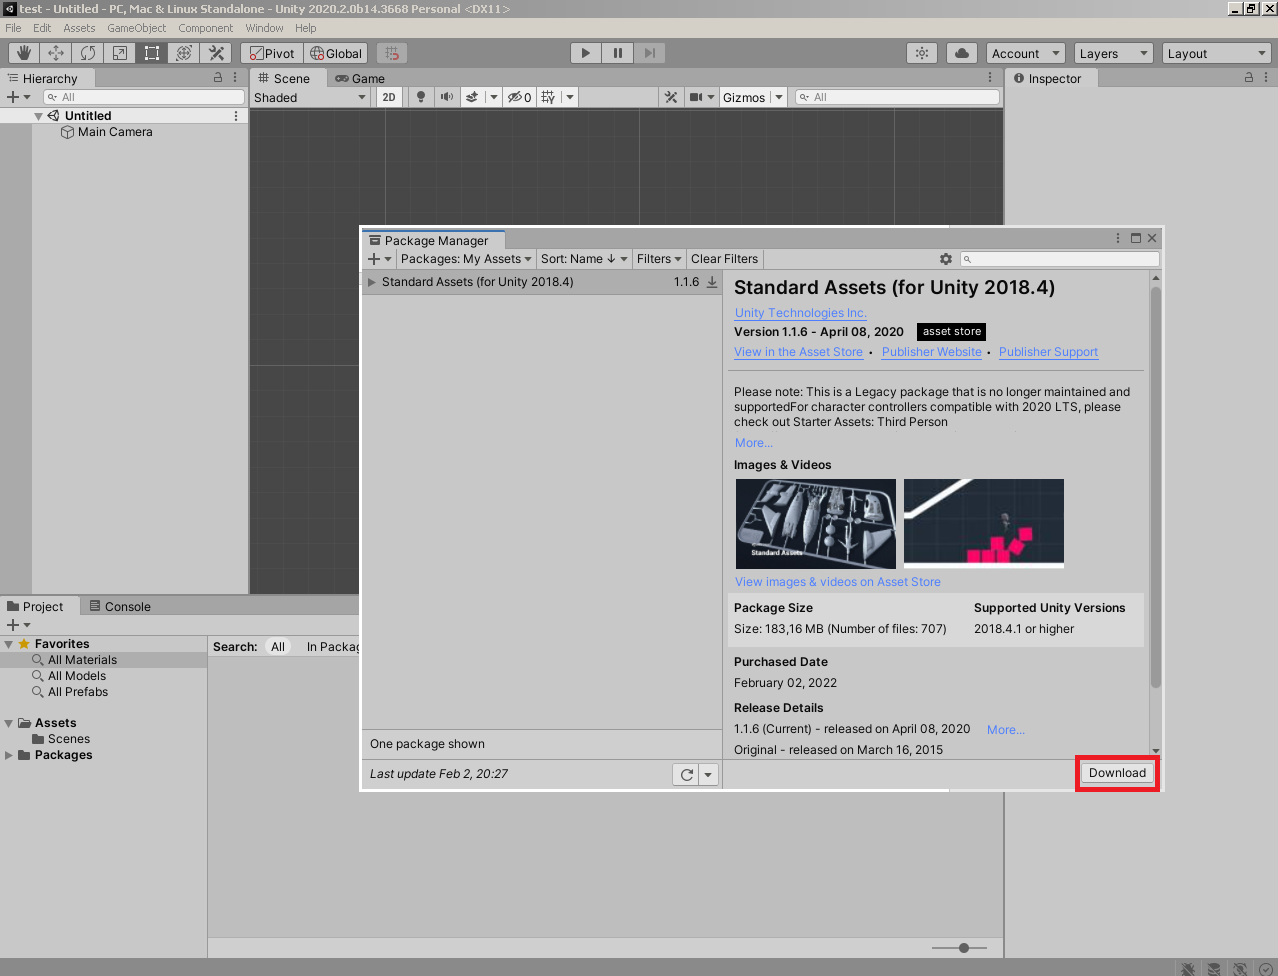 test - Untitled - PC, Mac & Linux Standalone - Unity 2020.2.0b14.3668 Personal <DX11>
File Edit Assets GameObject Component Window Help
Pivot Global Account Layers Layout
Hierarchy
All
Untitled
Main Camera
Scene Game
Shaded 2D 0 Gizmos All
Inspector
Package Manager
Packages: My Assets Sort: Name ↓ Filters Clear Filters
Standard Assets (for Unity 2018.4) 1.1.6
One package shown
Last update Feb 2, 20:27
Standard Assets (for Unity 2018.4)
Unity Technologies Inc.
Version 1.1.6 - April 08, 2020 asset store
View in the Asset Store • Publisher Website • Publisher Support
Please note: This is a Legacy package that is no longer maintained and
supportedFor character controllers compatible with 2020 LTS, please
check out Starter Assets: Third Person
More...
Images & Videos
Standard Assets
View images & videos on Asset Store
Package Size Supported Unity Versions
Size: 183,16 MB (Number of files: 707) 2018.4.1 or higher
Purchased Date
February 02, 2022
Release Details
1.1.6 (Current) - released on April 08, 2020 More...
Original - released on March 16, 2015
Download
Project Console
Favorites
All Materials
All Models
All Prefabs
Assets
Scenes
Packages
Search: All In Packag